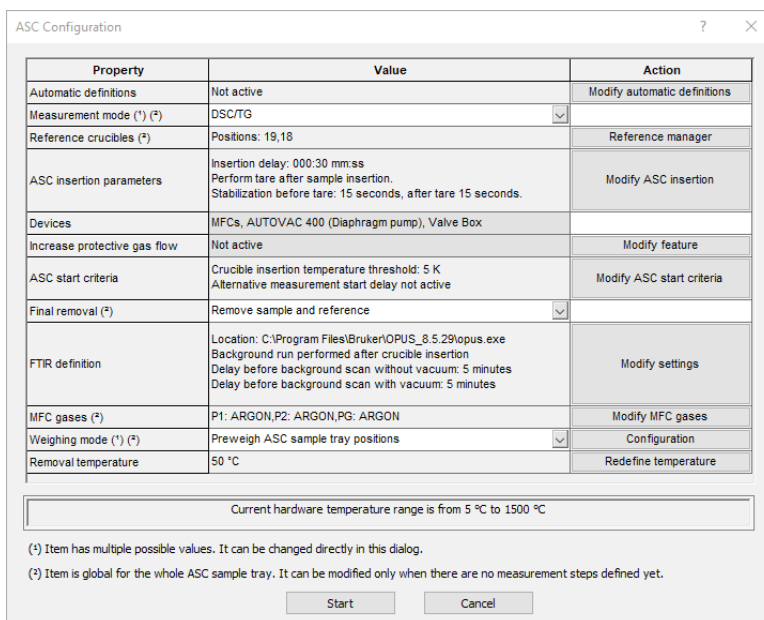 ASC Configuration
?
Property Value Action
Automatic definitions Not active Modify automatic definitions
Measurement mode (¹) (²) DSC/TG
Reference crucibles (²) Positions: 19,18 Reference manager
ASC insertion parameters
Insertion delay: 000:30 mm:ss
Perform tare after sample insertion.
Stabilization before tare: 15 seconds, after tare 15 seconds.
Modify ASC insertion
Devices MFCs, AUTOVAC 400 (Diaphragm pump), Valve Box
Increase protective gas flow Not active Modify feature
ASC start criteria
Crucible insertion temperature threshold: 5 K
Alternative measurement start delay not active
Modify ASC start criteria
Final removal (²) Remove sample and reference
FTIR definition
Location: C:\Program Files\Bruker\OPUS_8.5.29\opus.exe
Background run performed after crucible insertion
Delay before background scan without vacuum: 5 minutes
Delay before background scan with vacuum: 5 minutes
Modify settings
MFC gases (²) P1: ARGON,P2: ARGON,PG: ARGON Modify MFC gases
Weighing mode (¹) (²) Preweigh ASC sample tray positions Configuration
Removal temperature 50 °C Redefine temperature
Current hardware temperature range is from 5 °C to 1500 °C
(¹) Item has multiple possible values. It can be changed directly in this dialog.
(²) Item is global for the whole ASC sample tray. It can be modified only when there are no measurement steps defined yet.
Start Cancel